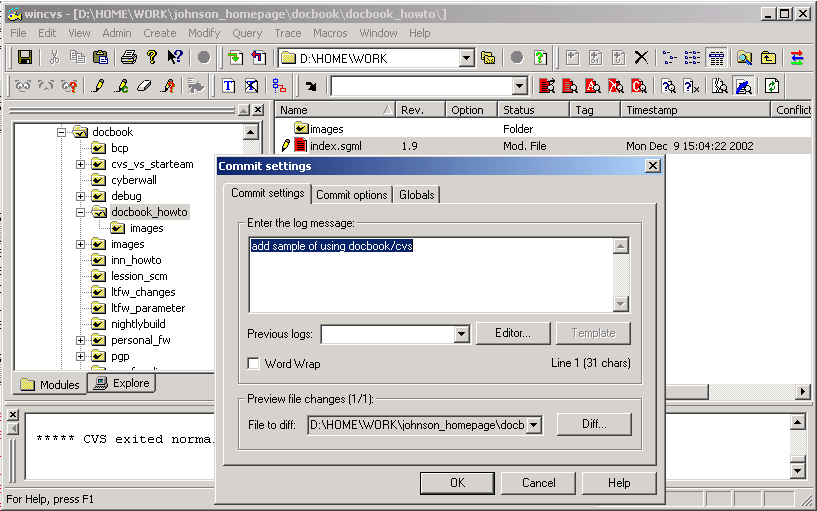 wincvs - [D:\HOME\WORK\johnson_homepage\docbook\docbook_howto\]
File Edit View Admin Create Modify Query Trace Macros Window Help
D:\HOME\WORK
docbook
bcp
cvs_vs_starteam
cyberwall
debug
docbook_howto
images
images
inn_howto
lession_scm
ltfw_changes
ltfw_parameter
nightlybuild
personal_fw
pgp
Modules Explore
Name Rev. Option Status Tag Timestamp Conflict
images Folder
index.sgml 1.9 Mod. File Mon Dec 9 15:04:22 2002
Commit settings
Commit settings Commit options Globals
Enter the log message:
add sample of using docbook/cvs
Previous logs: Editor... Template
Word Wrap Line 1 (31 chars)
Preview file changes (1/1):
File to diff: D:\HOME\WORK\johnson_homepage\docb Diff...
OK Cancel Help
***** CVS exited norma
For Help, press F1